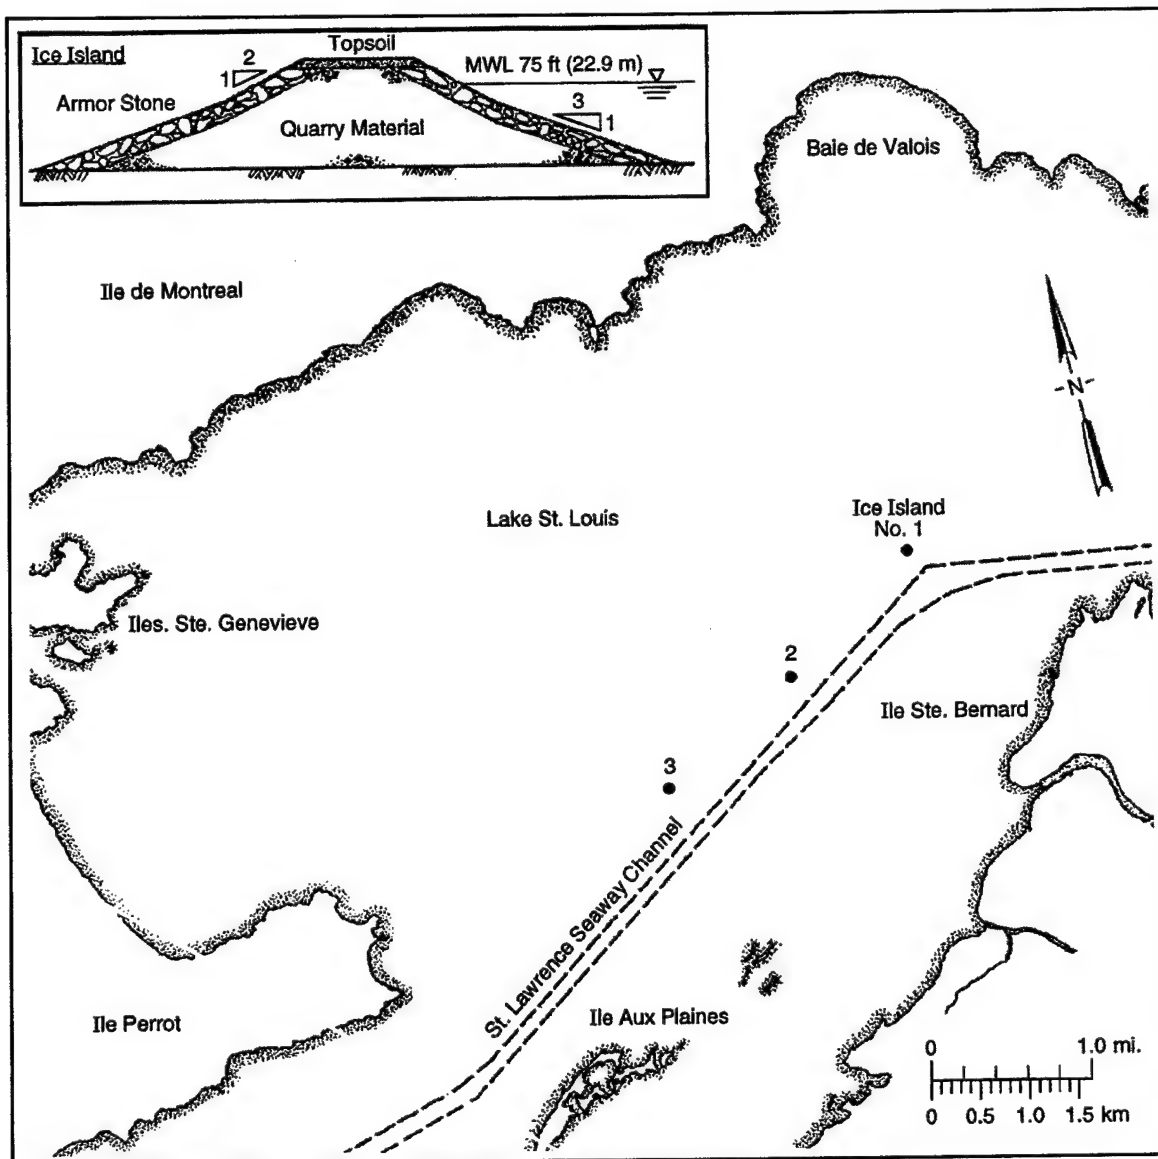 Ice Island
2
1
Topsoil
MWL 75 ft (22.9 m)
Armor Stone
3
1
Quarry Material
Baie de Valois
Ile de Montreal
N
Lake St. Louis
Ice Island
No. 1
Iles. Ste. Genevieve
2
Ile Ste. Bernard
3
St. Lawrence Seaway Channel
Ile Perrot
Ile Aux Plaines
0 1.0 mi.
0 0.5 1.0 1.5 km